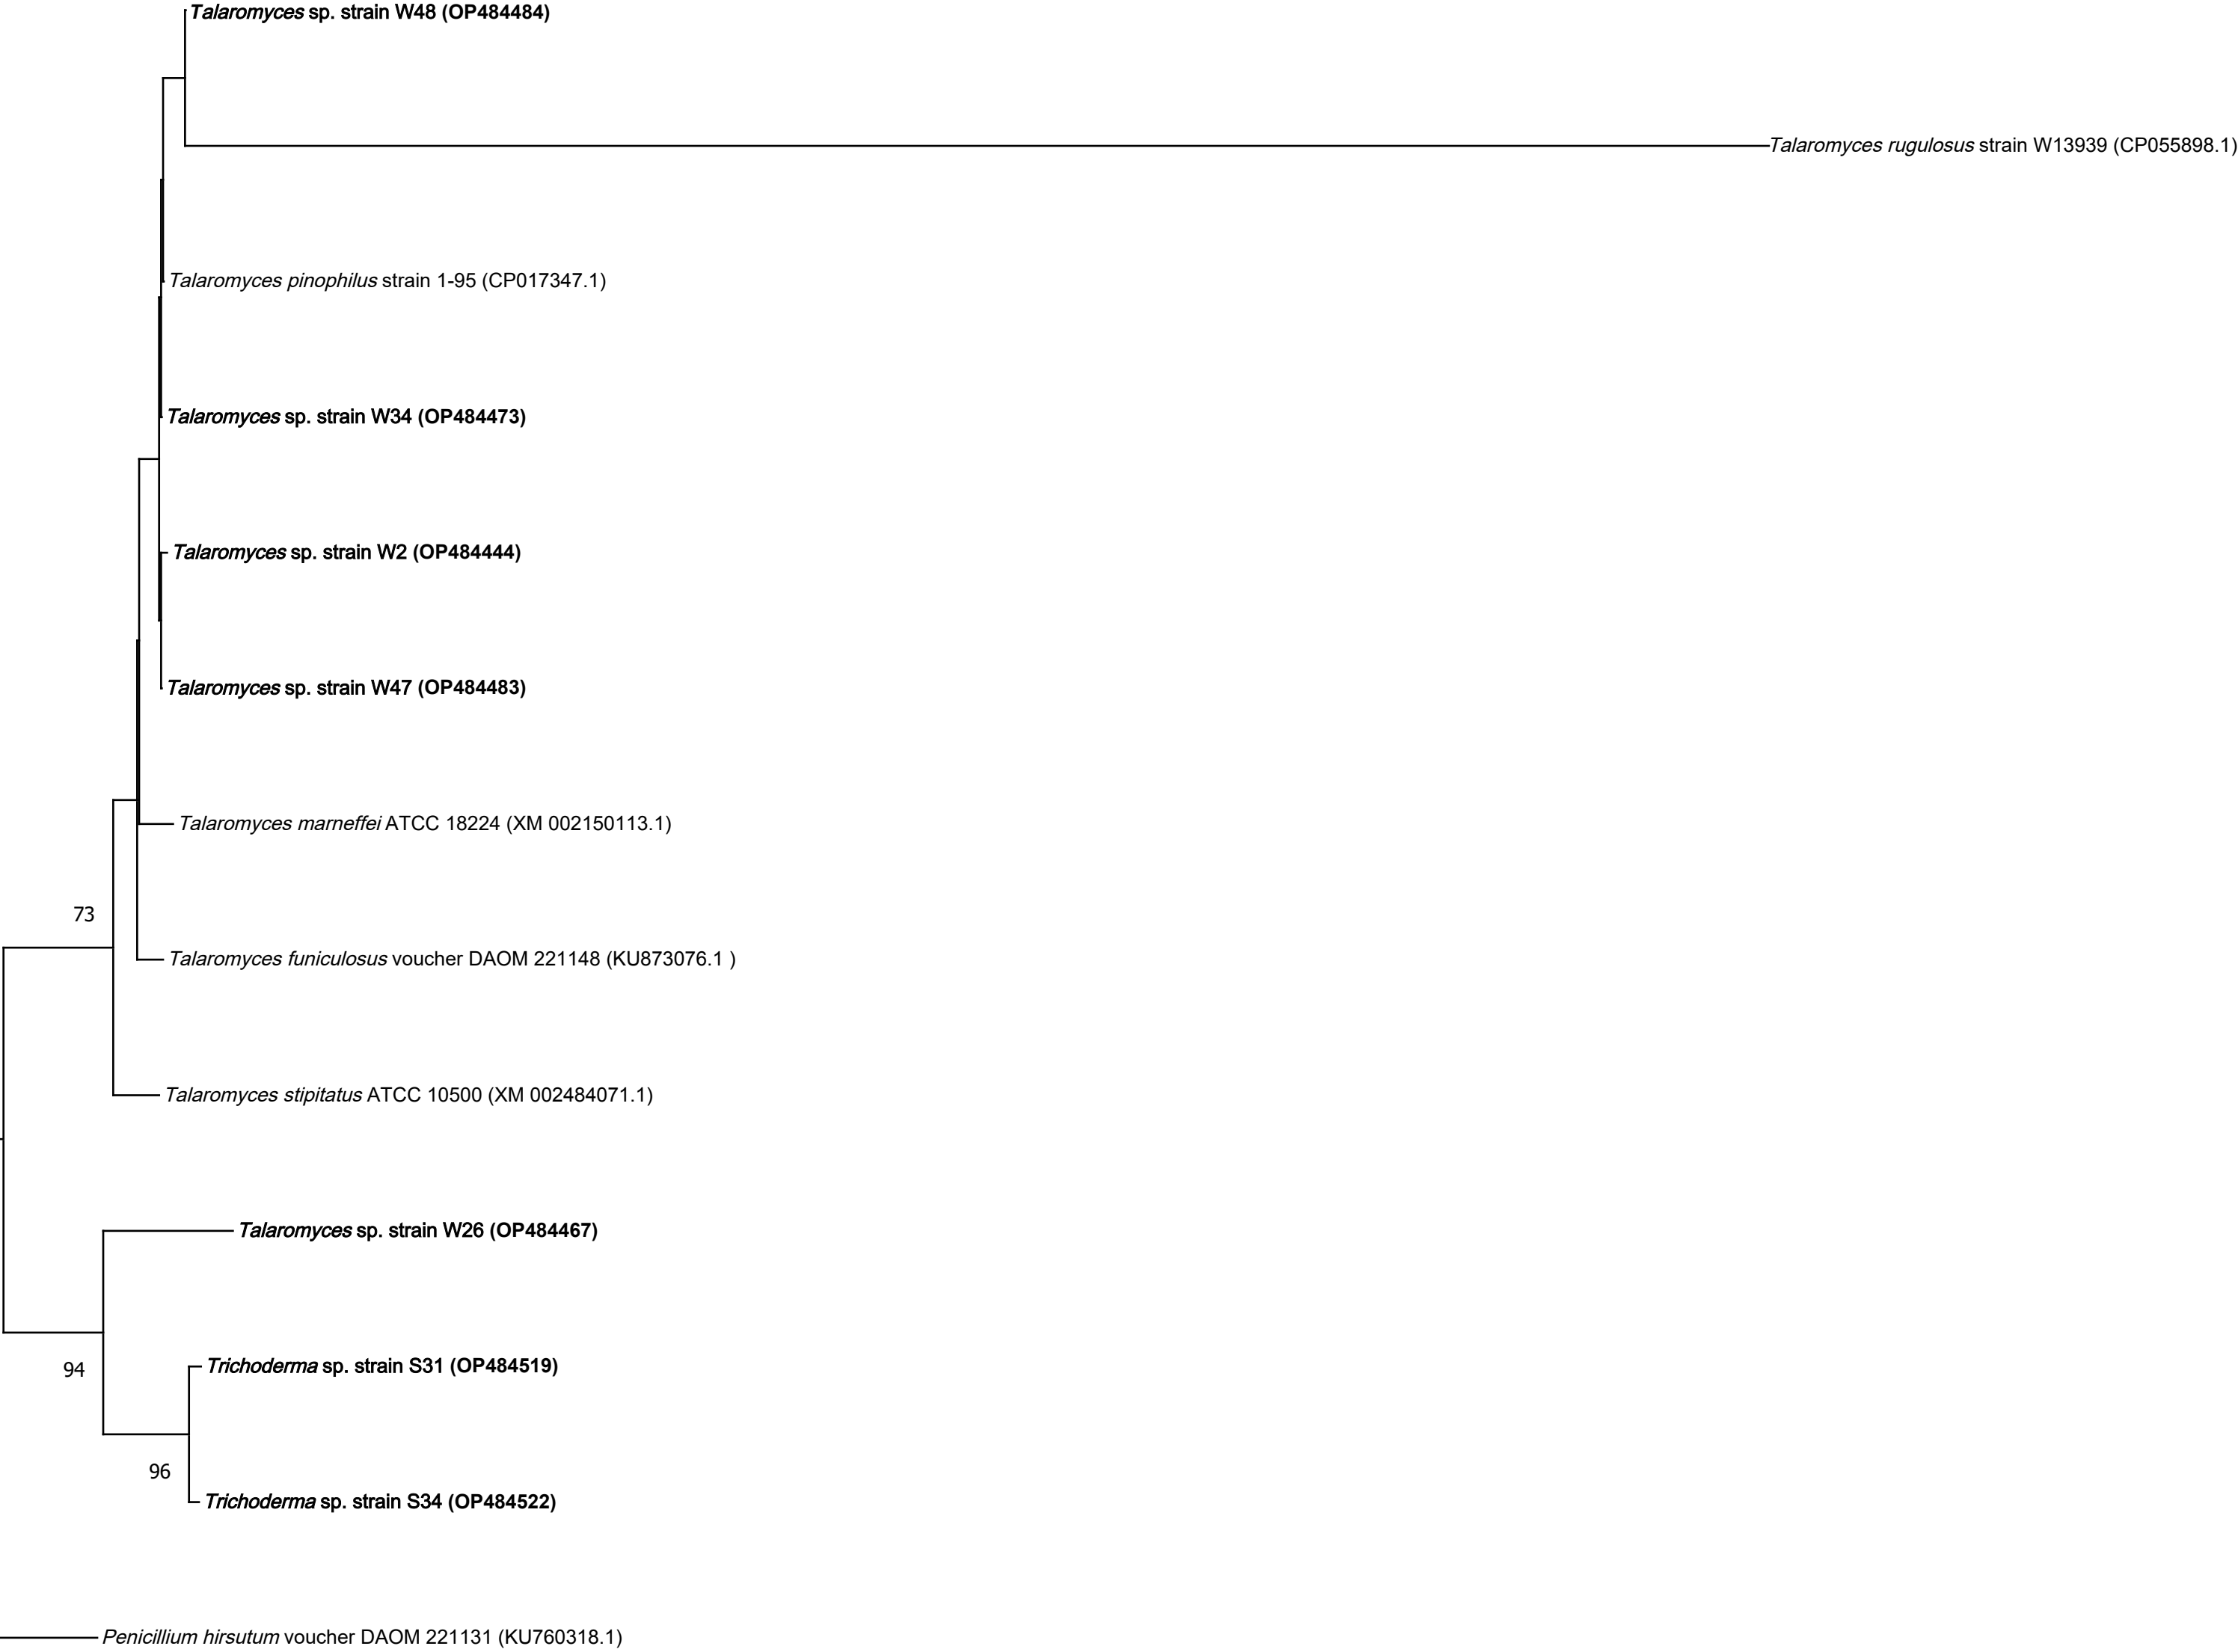 Talaromyces sp. strain W48 (OP484484)
Talaromyces rugulosus strain W13939 (CP055898.1)
Talaromyces pinophilus strain 1-95 (CP017347.1)
Talaromyces sp. strain W34 (OP484473)
Talaromyces sp. strain W2 (OP484444)
Talaromyces sp. strain W47 (OP484483)
Talaromyces marneffei ATCC 18224 (XM 002150113.1)
73
Talaromyces funiculosus voucher DAOM 221148 (KU873076.1 )
Talaromyces stipitatus ATCC 10500 (XM 002484071.1)
Talaromyces sp. strain W26 (OP484467)
Trichoderma sp. strain S31 (OP484519)
94
96
Trichoderma sp. strain S34 (OP484522)
Penicillium hirsutum voucher DAOM 221131 (KU760318.1)